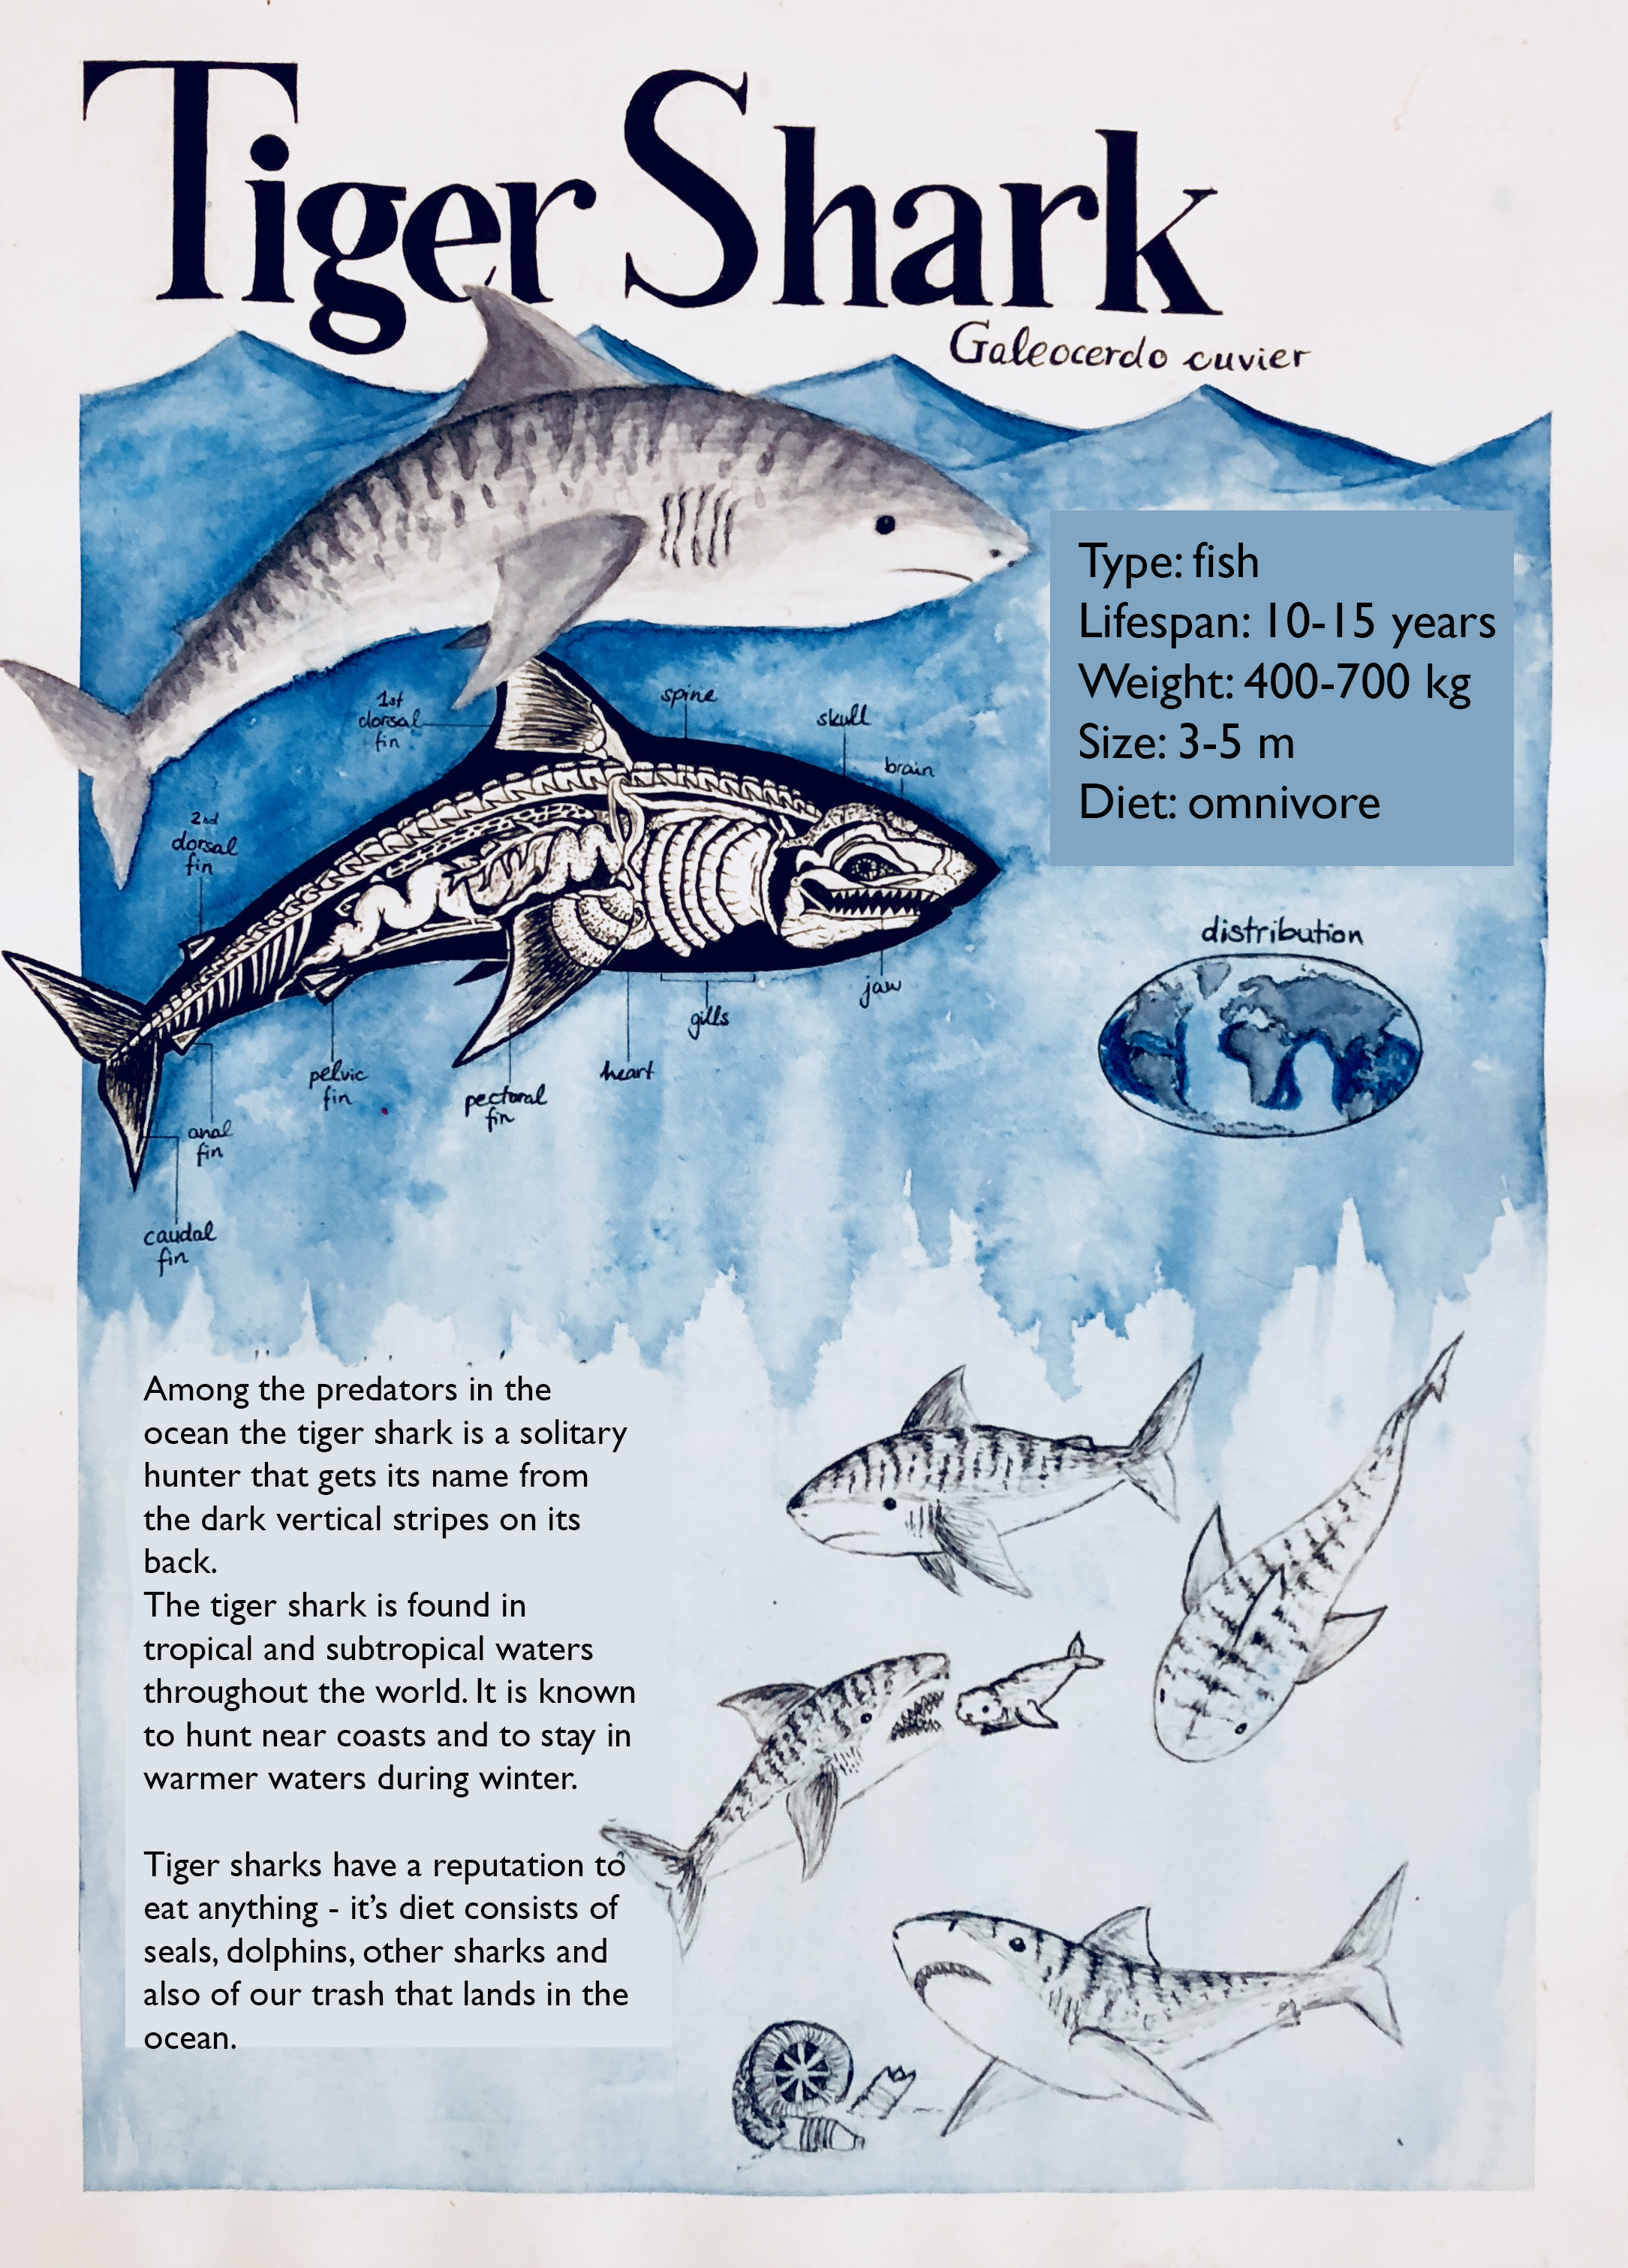 Tiger Shark
Galeocerdo cuvier
Type: fish
Lifespan: 10-15 years
Weight: 400-700 kg
Size: 3-5 m
Diet: omnivore
1st
dorsal
fin
spine
skull
brain
2nd
dorsal
fin
distribution
jaw
gills
heart
pectoral
fin
pelvic
fin
anal
fin
caudal
fin
Among the predators in the
ocean the tiger shark is a solitary
hunter that gets its name from
the dark vertical stripes on its
back.
The tiger shark is found in
tropical and subtropical waters
throughout the world. It is known
to hunt near coasts and to stay in
warmer waters during winter.
Tiger sharks have a reputation to
eat anything - it’s diet consists of
seals, dolphins, other sharks and
also of our trash that lands in the
ocean.